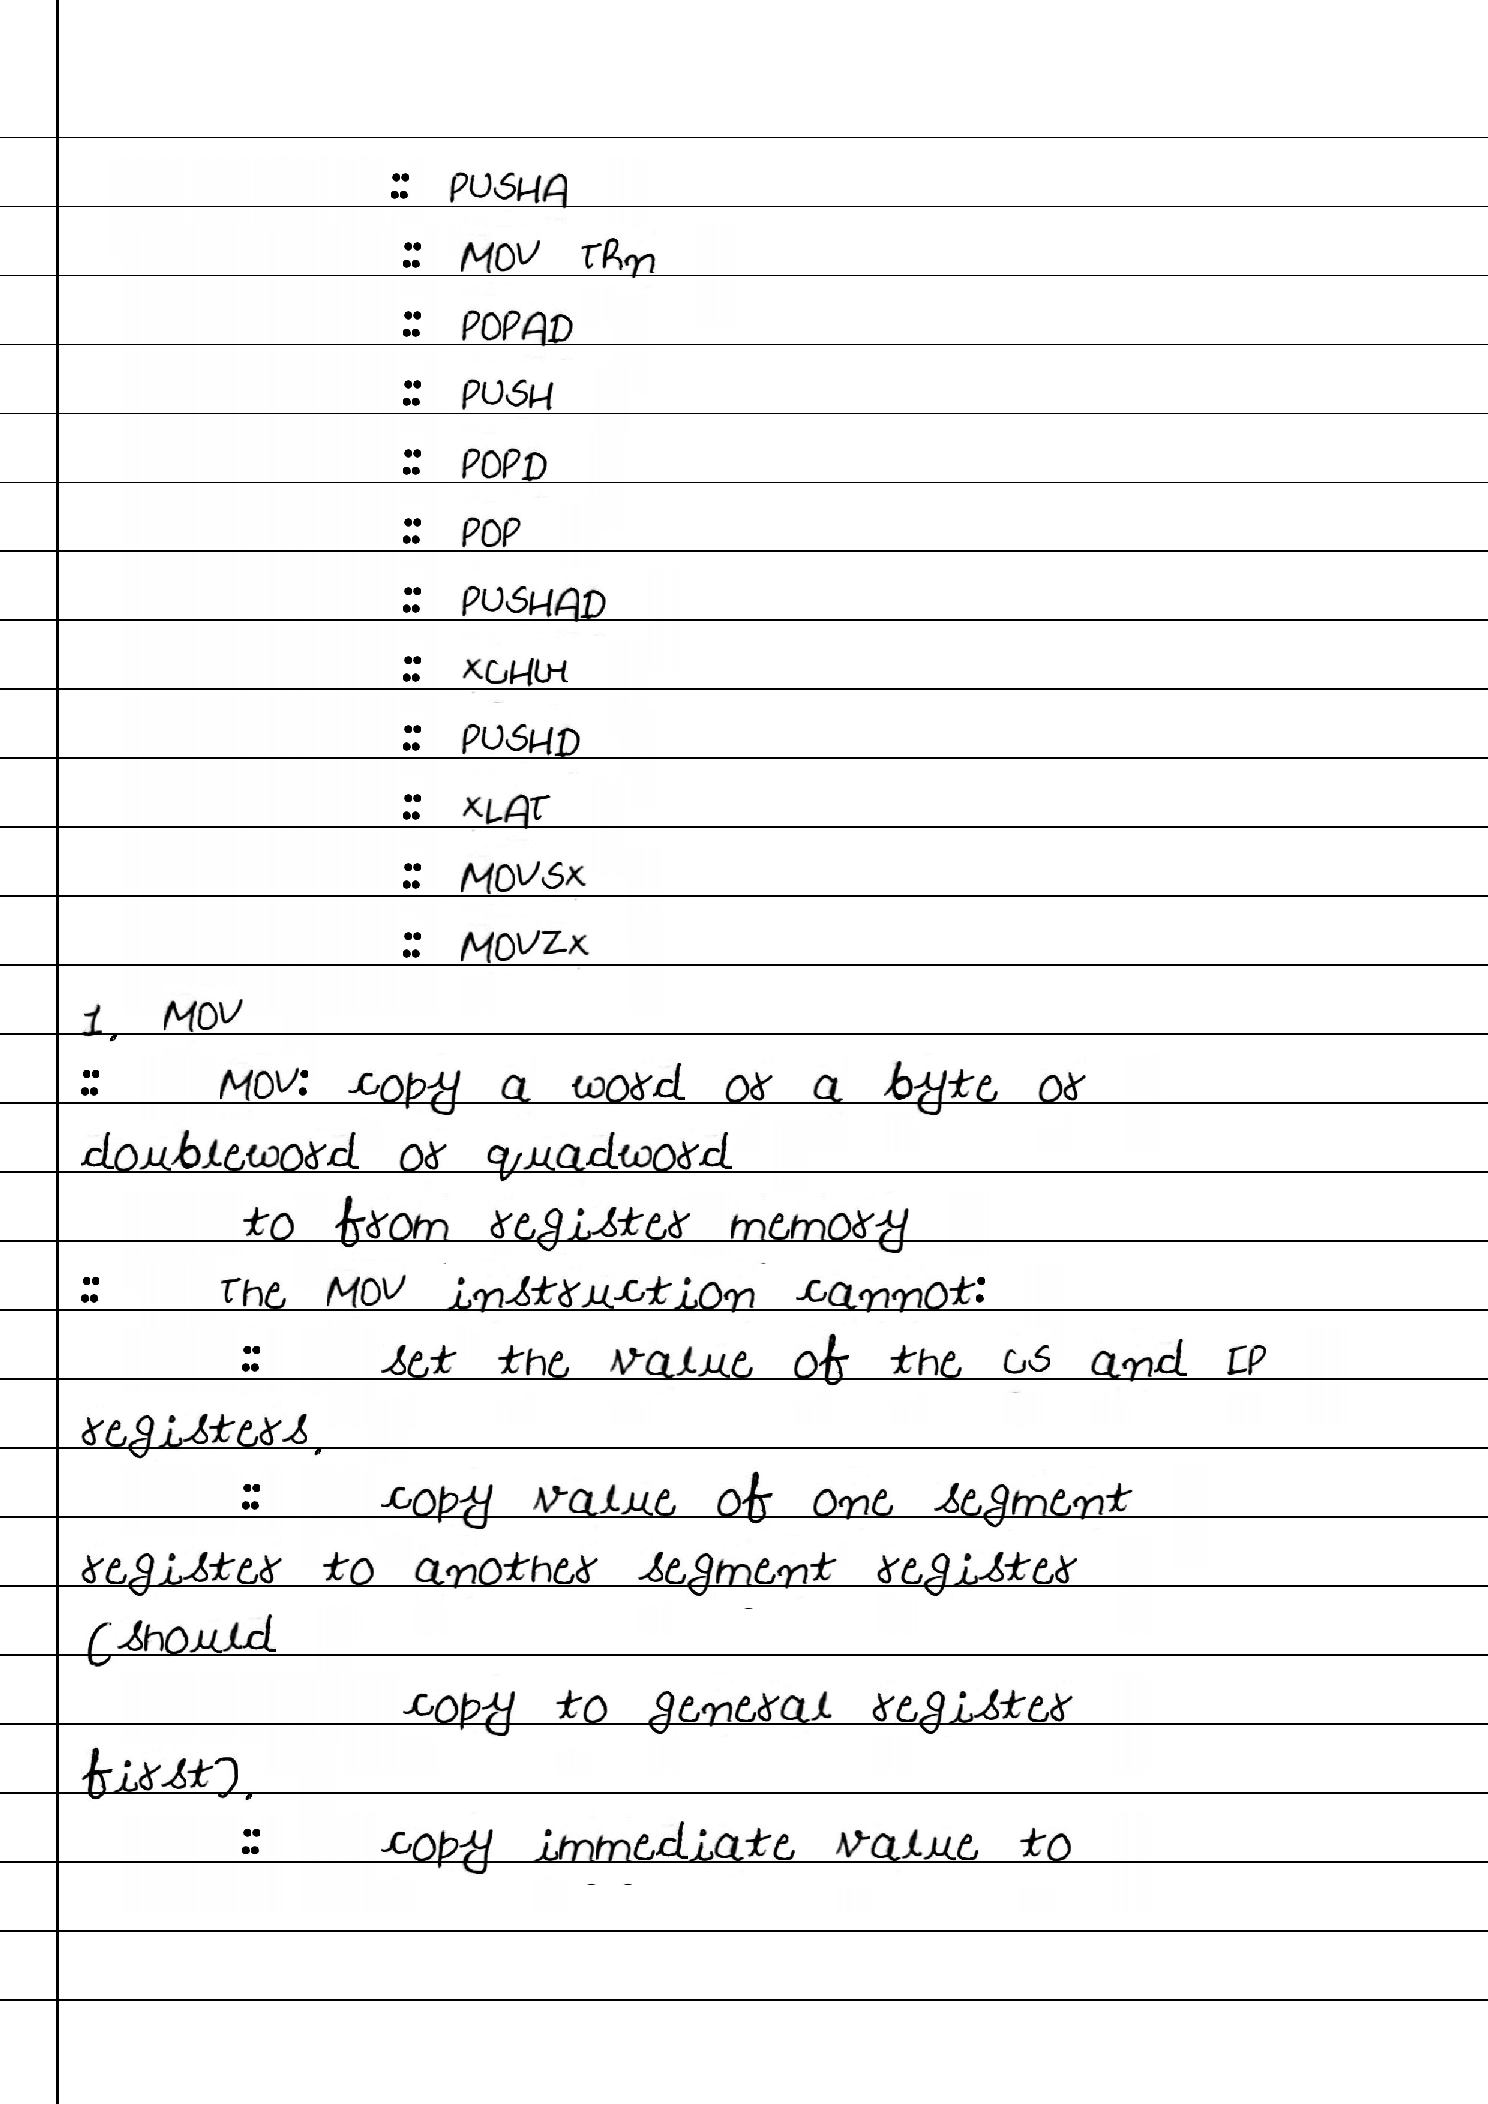 :: PUSHA
:: MOV TRn
:: POPAD
:: PUSH
:: POPD
:: POP
:: PUSHAD
:: PUSHD
:: XLAT
:: MOVSX
:: MOVZX
1. MOV
:: MOV: copy a word or a byte or
doubleword or quadword
to from register memory
:: The MOV instruction cannot:
:: set the value of the CS and IP
registers.
:: copy value of one segment
register to another segment register
(should
copy to general register
first).
:: copy immediate value to